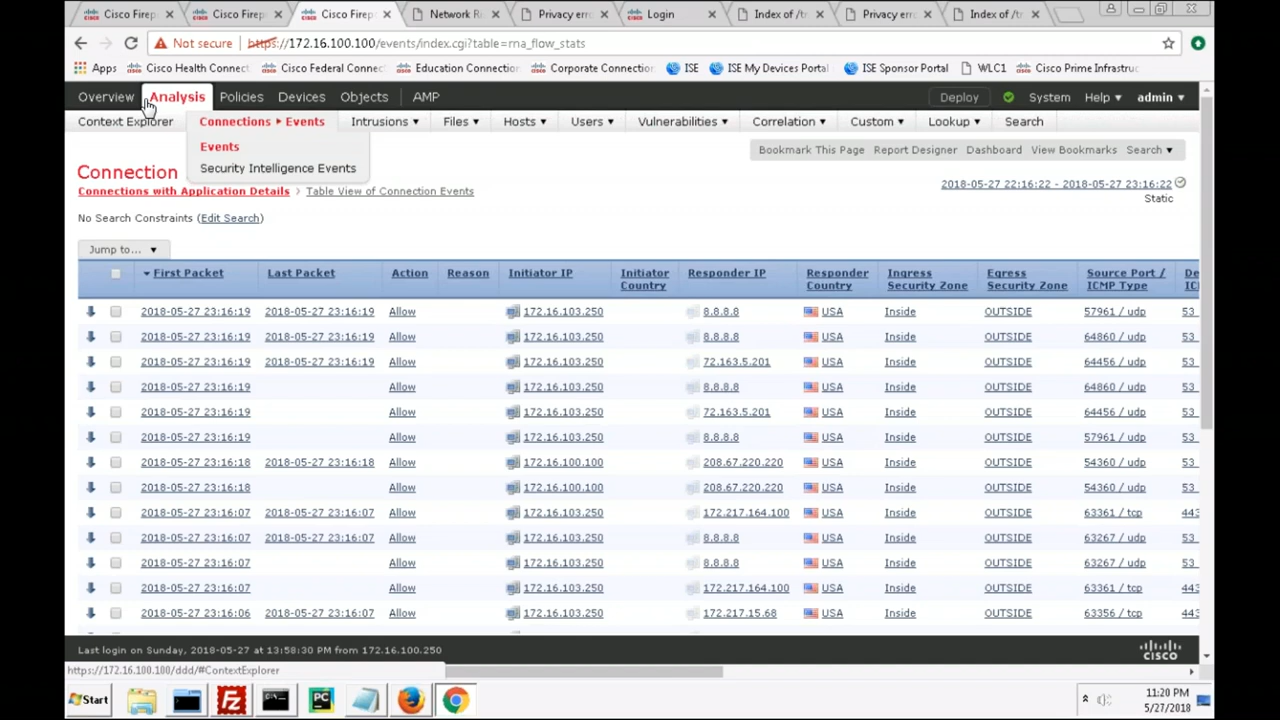 Cisco Firep Cisco Firep Cisco Firep Network R Privacy erro Login Index of /tr Privacy erro Index of /tr
Not secure https://172.16.100.100/events/index.cgi?table=rna_flow_stats
Apps Cisco Health Connect Cisco Federal Connec Education Connection Corporate Connection ISE ISE My Devices Portal ISE Sponsor Portal WLC1 Cisco Prime Infrastruc
Overview Analysis Policies Devices Objects AMP Deploy System Help ▾ admin ▾
Context Explorer Connections ▸ Events Intrusions ▾ Files ▾ Hosts ▾ Users ▾ Vulnerabilities ▾ Correlation ▾ Custom ▾ Lookup ▾ Search
Events
Security Intelligence Events
Bookmark This Page Report Designer Dashboard View Bookmarks Search ▾
Connection
Connections with Application Details > Table View of Connection Events
2018-05-27 22:16:22 - 2018-05-27 23:16:22
Static
No Search Constraints (Edit Search)
Jump to... ▾
First Packet Last Packet Action Reason Initiator IP Initiator Country Responder IP Responder Country Ingress Security Zone Egress Security Zone Source Port / ICMP Type De ICI
2018-05-27 23:16:19 2018-05-27 23:16:19 Allow 172.16.103.250 8.8.8.8 USA Inside OUTSIDE 57961 / udp 53
2018-05-27 23:16:19 2018-05-27 23:16:19 Allow 172.16.103.250 8.8.8.8 USA Inside OUTSIDE 64860 / udp 53
2018-05-27 23:16:19 2018-05-27 23:16:19 Allow 172.16.103.250 72.163.5.201 USA Inside OUTSIDE 64456 / udp 53
2018-05-27 23:16:19 Allow 172.16.103.250 8.8.8.8 USA Inside OUTSIDE 64860 / udp 53
2018-05-27 23:16:19 Allow 172.16.103.250 72.163.5.201 USA Inside OUTSIDE 64456 / udp 53
2018-05-27 23:16:19 Allow 172.16.103.250 8.8.8.8 USA Inside OUTSIDE 57961 / udp 53
2018-05-27 23:16:18 2018-05-27 23:16:18 Allow 172.16.100.100 208.67.220.220 USA Inside OUTSIDE 54360 / udp 53
2018-05-27 23:16:18 Allow 172.16.100.100 208.67.220.220 USA Inside OUTSIDE 54360 / udp 53
2018-05-27 23:16:07 2018-05-27 23:16:07 Allow 172.16.103.250 172.217.164.100 USA Inside OUTSIDE 63361 / tcp 443
2018-05-27 23:16:07 2018-05-27 23:16:07 Allow 172.16.103.250 8.8.8.8 USA Inside OUTSIDE 63267 / udp 53
2018-05-27 23:16:07 Allow 172.16.103.250 8.8.8.8 USA Inside OUTSIDE 63267 / udp 53
2018-05-27 23:16:07 Allow 172.16.103.250 172.217.164.100 USA Inside OUTSIDE 63361 / tcp 443
2018-05-27 23:16:06 2018-05-27 23:16:07 Allow 172.16.103.250 172.217.15.68 USA Inside OUTSIDE 63356 / tcp 443
Last login on Sunday, 2018-05-27 at 13:58:30 PM from 172.16.100.250
CISCO
https://172.16.100.100/ddd/#ContextExplorer
Start PC 11:20 PM
5/27/2018